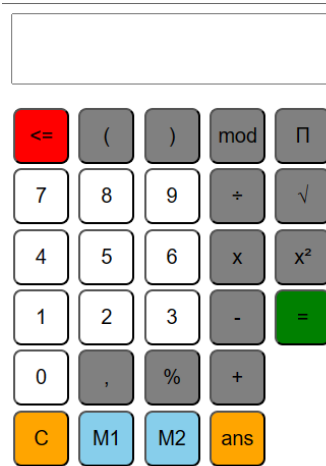 <= ( ) mod Π
7 8 9 ÷ √
4 5 6 x x²
1 2 3 - =
0 , % +
C M1 M2 ans